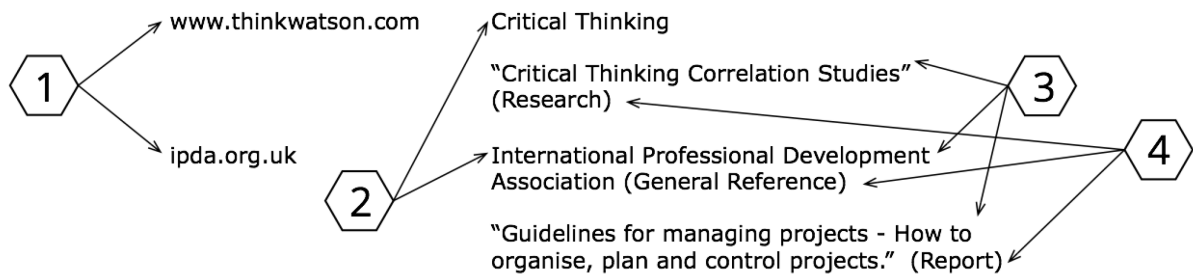 www.thinkwatson.com
Critical Thinking
1
"Critical Thinking Correlation Studies"
(Research)
3
ipda.org.uk
2
International Professional Development
Association (General Reference)
4
"Guidelines for managing projects - How to
organise, plan and control projects."  (Report)